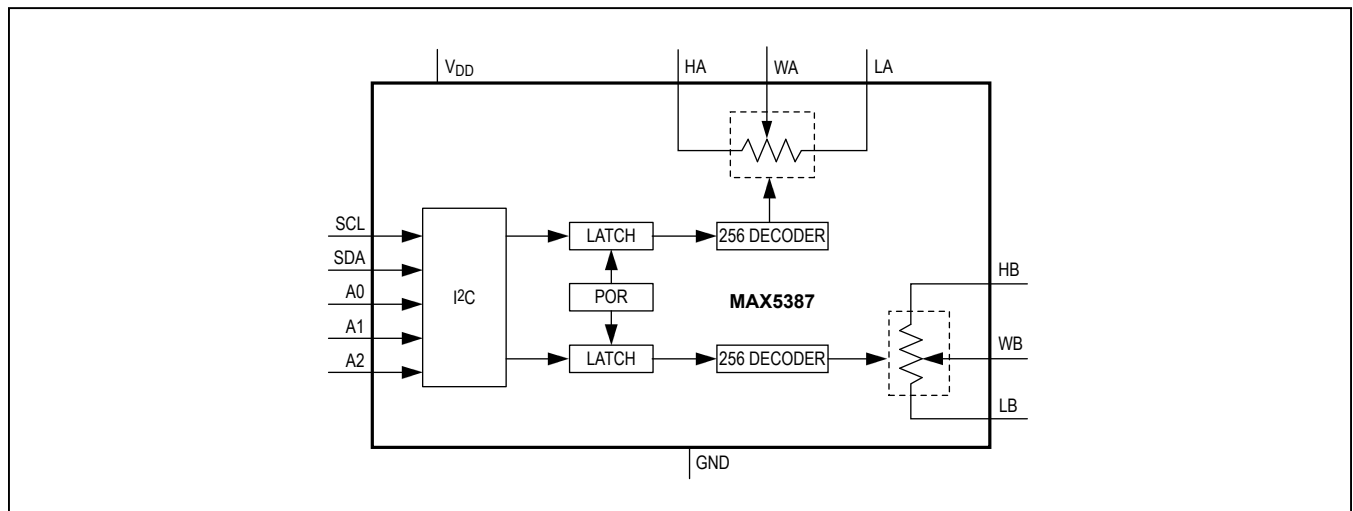 VDD
HA
WA
LA
SCL
SDA
A0
A1
A2
I²C
LATCH
256 DECODER
POR
MAX5387
LATCH
256 DECODER
HB
WB
LB
GND